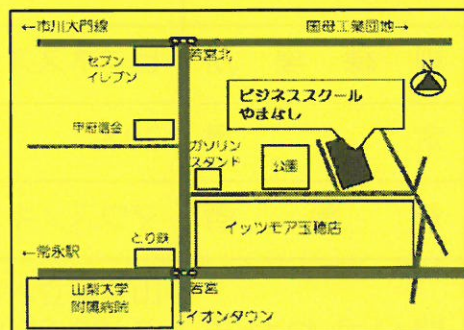 ←市川大門線
国母工業団地→
セブン
イレブン
若宮北
ビジネススクール
やまなし
甲府信金
ガソリン
スタンド
公園
イッツモア玉穂店
とり鉄
←常永駅
若宮
山梨大学
附属病院
↓イオンタウン